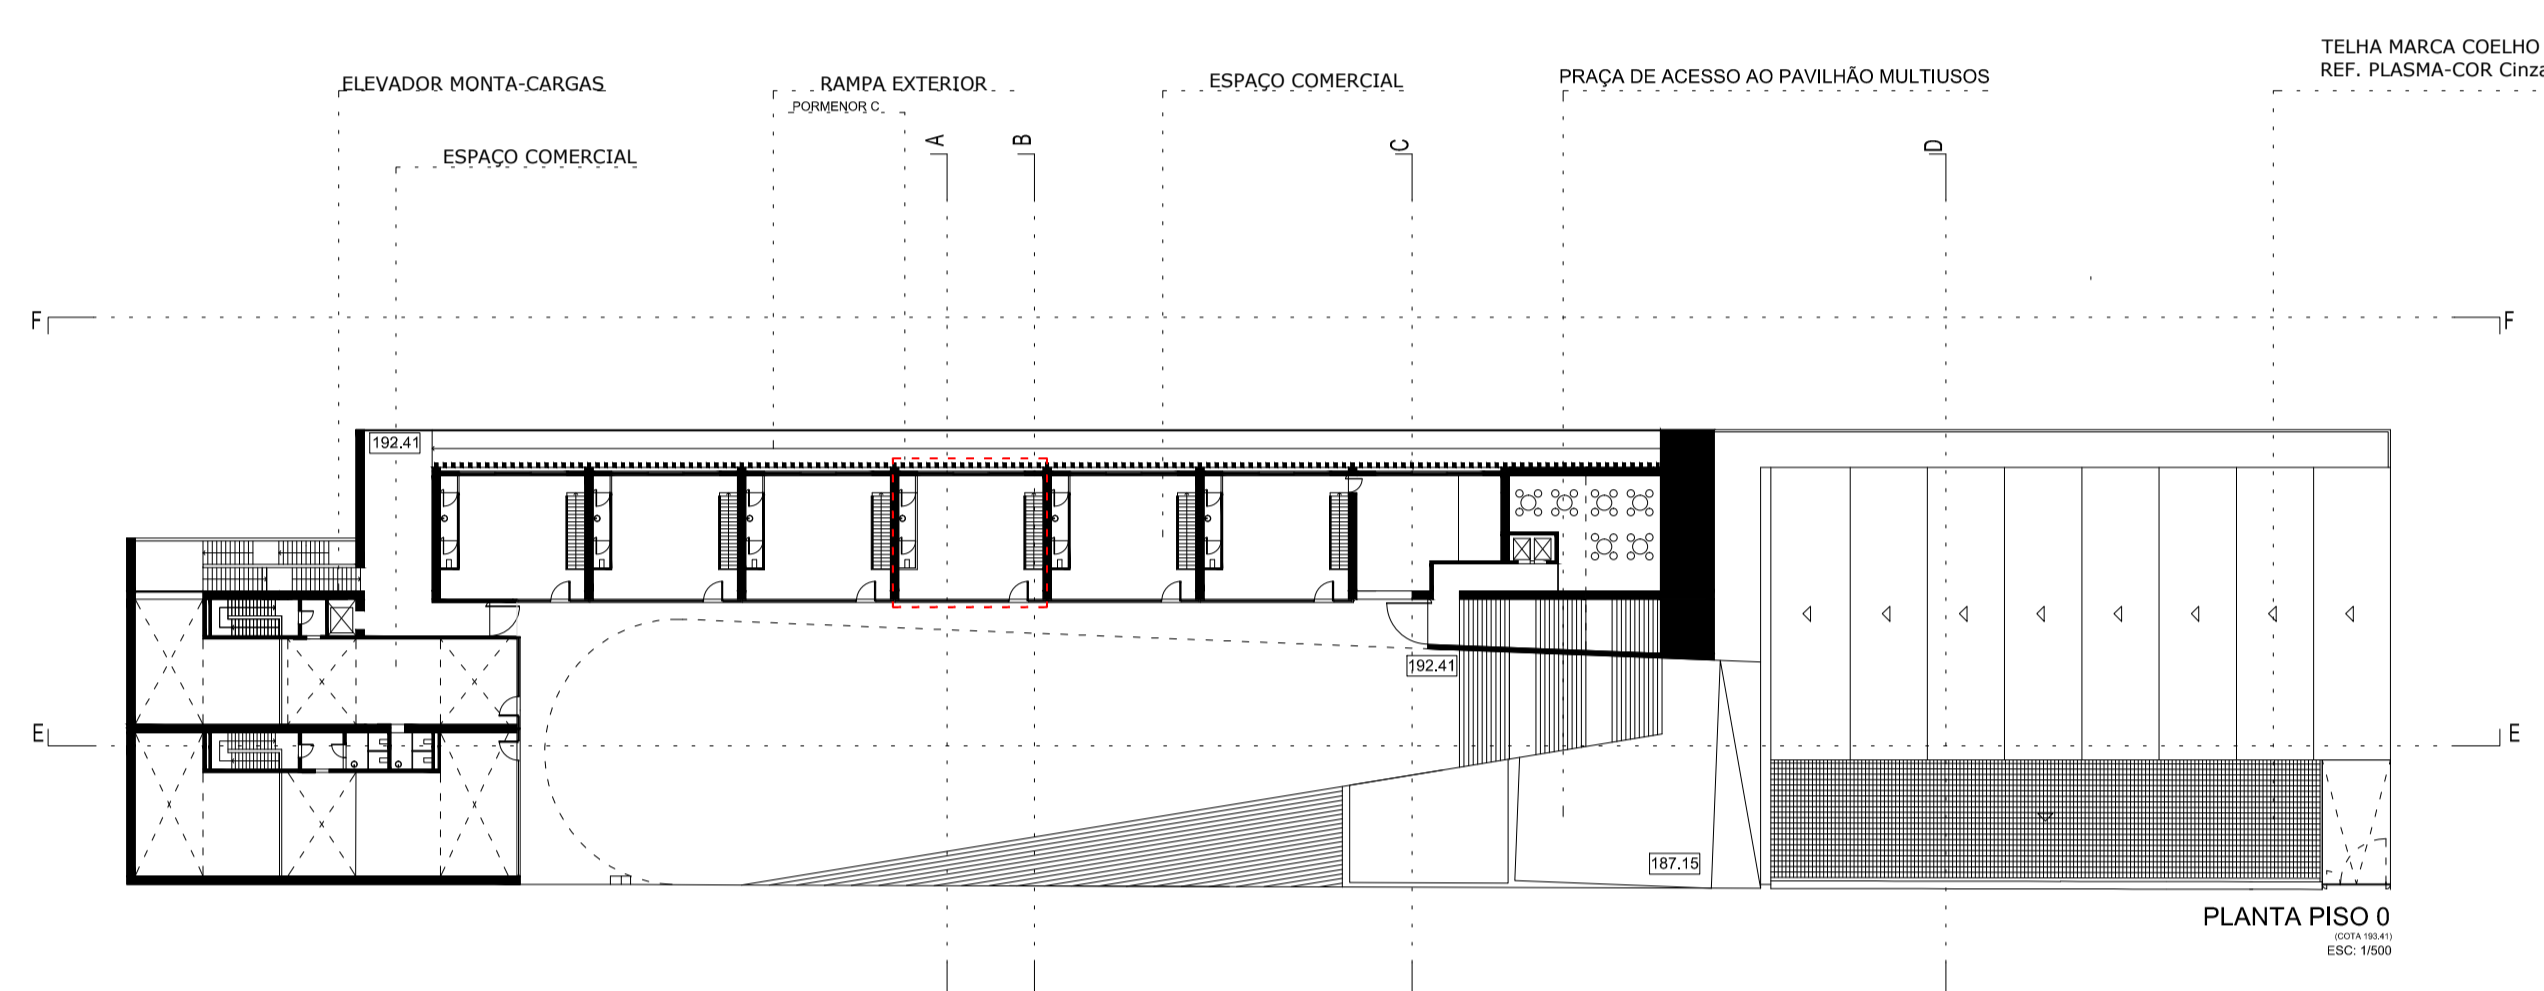 TELHA MARCA COELHO
REF. PLASMA-COR Cinza
ELEVADOR MONTA-CARGAS
RAMPA EXTERIOR
ESPAÇO COMERCIAL
PRAÇA DE ACESSO AO PAVILHÃO MULTIUSOS
PORMENOR C
A
B
C
D
ESPAÇO COMERCIAL
F
F
192.41
192.41
E
E
187.15
PLANTA PISO 0
(COTA 193.41)
ESC: 1/500